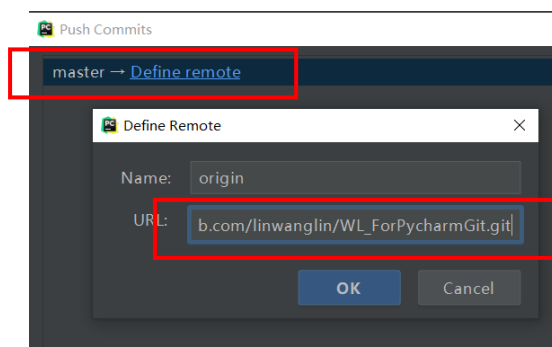 Push Commits
master → Define remote
Define Remote
Name: origin
URL: b.com/linwanglin/WL_ForPycharmGit.git
OK Cancel